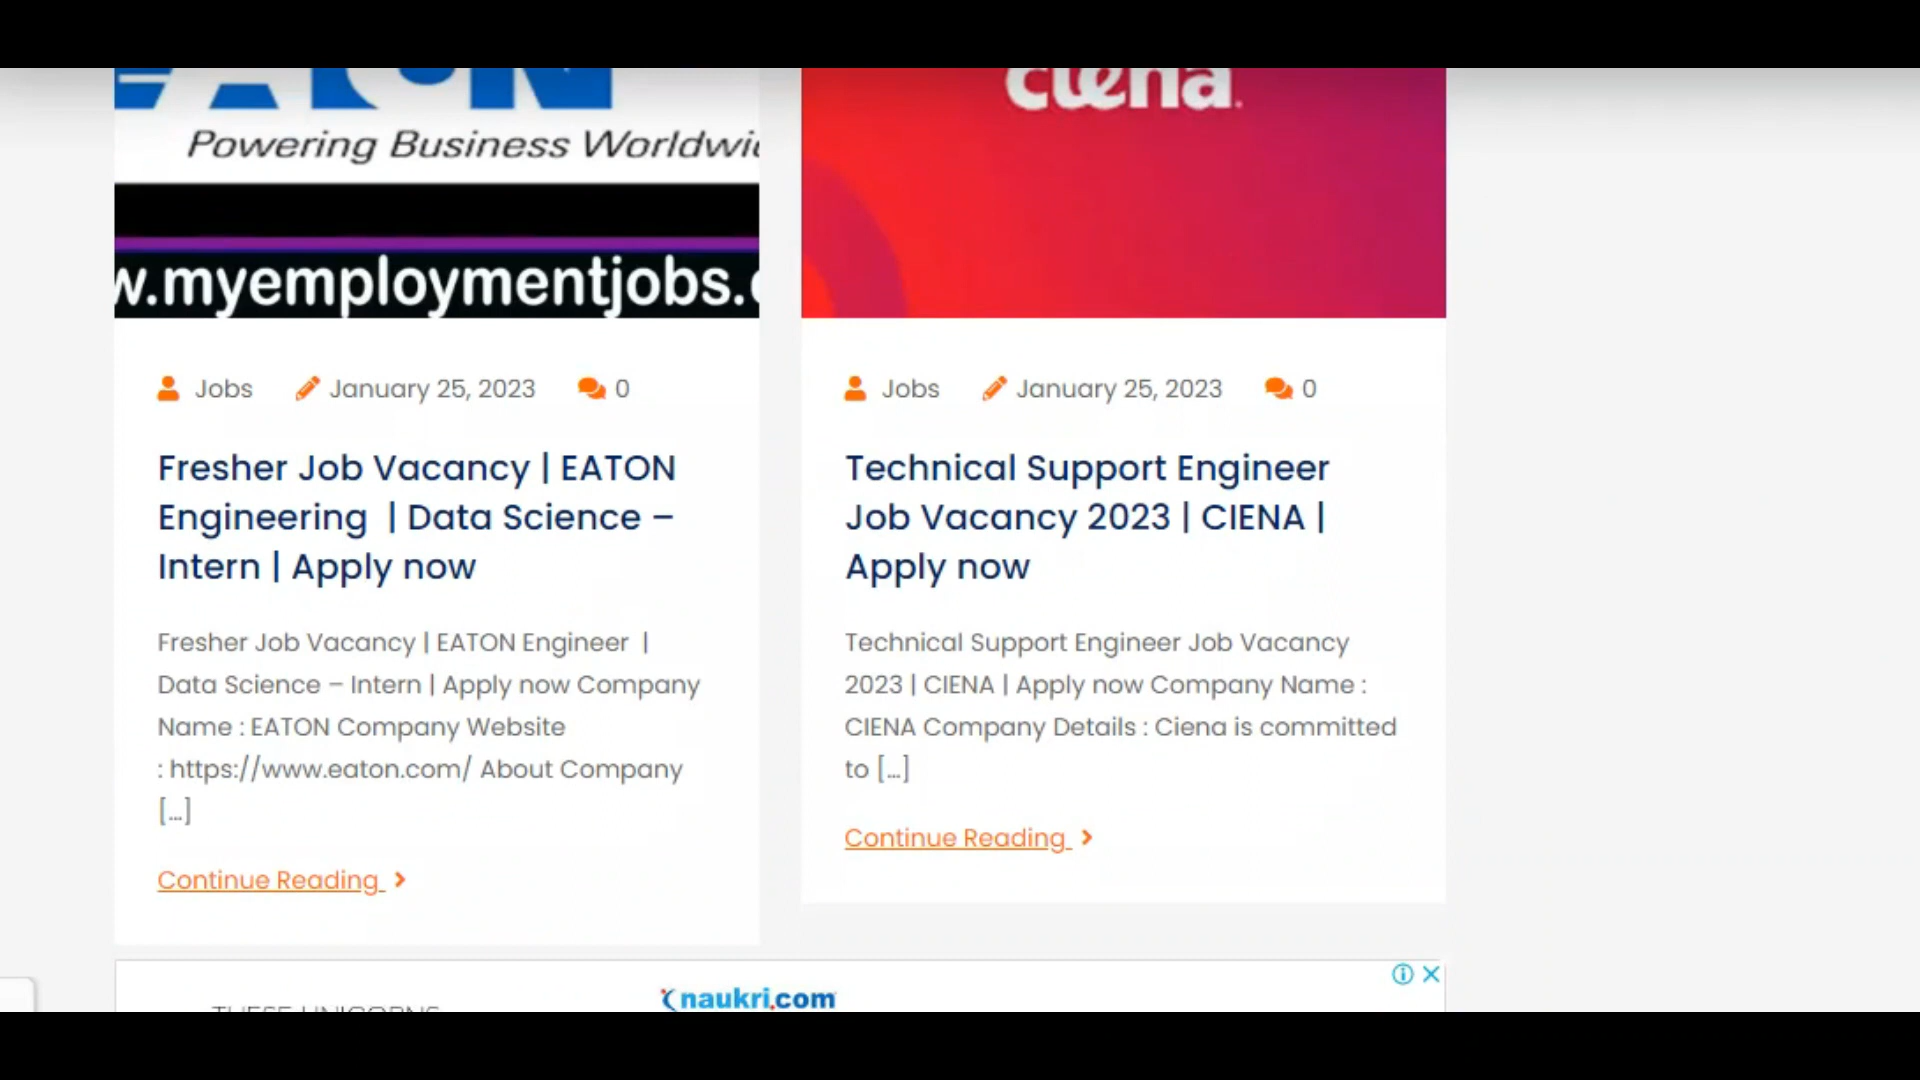 EATON
Powering Business Worldwi
w.myemploymentjobs.
Jobs January 25, 2023 0
Fresher Job Vacancy | EATON
Engineering | Data Science –
Intern | Apply now
Fresher Job Vacancy | EATON Engineer |
Data Science – Intern | Apply now Company
Name : EATON Company Website
: https://www.eaton.com/ About Company
[…]
Continue Reading
ciena.
Jobs January 25, 2023 0
Technical Support Engineer
Job Vacancy 2023 | CIENA |
Apply now
Technical Support Engineer Job Vacancy
2023 | CIENA | Apply now Company Name :
CIENA Company Details : Ciena is committed
to […]
Continue Reading
THESE UNICORNS
naukri.com